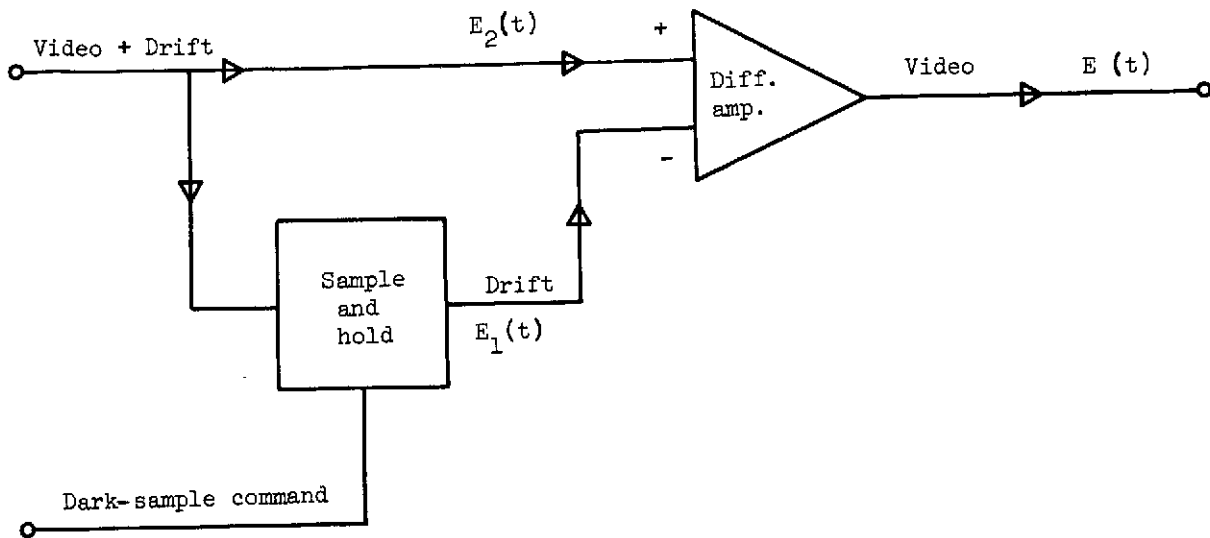 Video + Drift
E2(t)
+
Diff.
amp.
-
Video
E (t)
Sample
and
hold
Drift
E1(t)
Dark-sample command